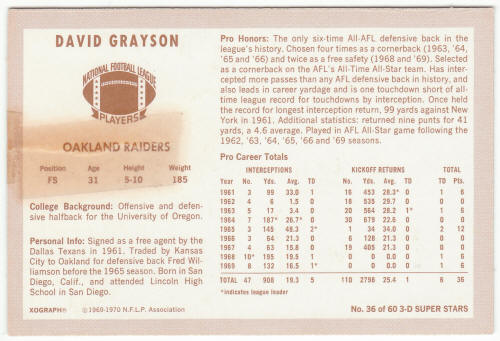 DAVID GRAYSON
NATIONAL FOOTBALL LEAGUE
PLAYERS
OAKLAND RAIDERS
Position Age Height Weight
FS 31 5-10 185
College Background: Offensive and defen-
sive halfback for the University of Oregon.
Personal Info: Signed as a free agent by the
Dallas Texans in 1961. Traded by Kansas
City to Oakland for defensive back Fred Wil-
liamson before the 1965 season. Born in San
Diego, Calif., and attended Lincoln High
School in San Diego.
XOGRAPH® ©1969-1970 N.F.L.P. Association
Pro Honors: The only six-time All-AFL defensive back in the
league's history. Chosen four times as a cornerback (1963, '64,
'65 and '66) and twice as a free safety (1968 and '69). Selected
as a cornerback on the AFL's All-Time All-Star team. Has inter-
cepted more passes than any AFL defensive back in history, and
also leads in career yardage and is one touchdown short of all-
time league record for touchdowns by interception. Once
held the record for longest interception return, 99 yards against New
York in 1961. Additional statistics: returned nine punts for 41
yards, a 4.6 average. Played in AFL All-Star game following the
1962, '63, '64, '65, '66 and '69 seasons.
Pro Career Totals
INTERCEPTIONS KICKOFF RETURNS TOTAL
Year No. Yds. Avg. TD No. Yds. Avg. TD TD Pts.
1961 3 99 33.0 1 16 453 28.3* 0 1 6
1962 4 6 1.5 0 18 535 29.7 0 0 0
1963 5 17 3.4 0 20 564 28.2 1* 1 6
1964 7 187* 26.7* 0 30 679 22.6 0 0 0
1965 3 145 48.3 2* 1 34 34.0 0 2 12
1966 3 64 21.3 0 6 128 21.3 0 0 0
1967 4 63 15.8 0 19 405 21.3 0 0 0
1968 10* 195 19.5 1 1 6
1969 8 132 16.5 1* 1 6
TOTAL 47 908 19.3 5 110 2798 25.4 1 6 36
*indicates league leader
No. 36 of 60 3-D SUPER STARS